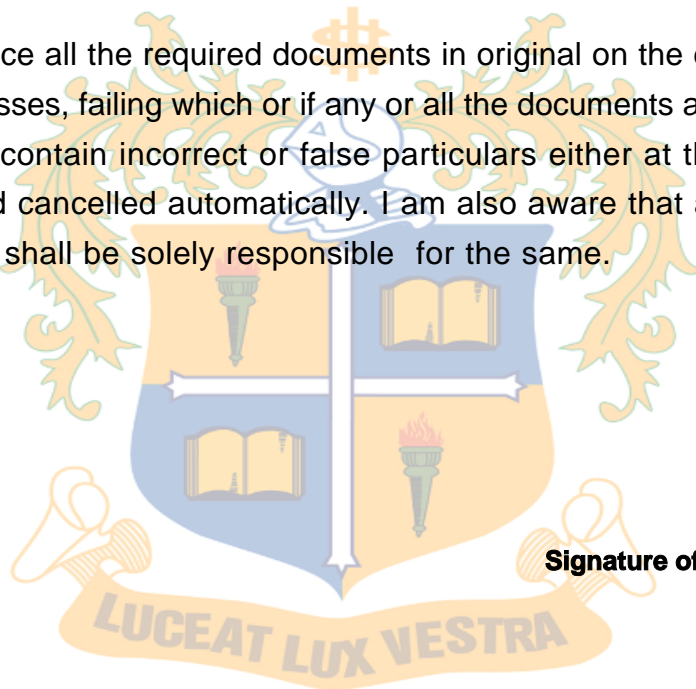 ce all the required documents in original on the
sses, failing which or if any or all the documents a
contain incorrect or false particulars either at th
d cancelled automatically. I am also aware that a
shall be solely responsible for the same.
Signature of
LUCEAT LUX VESTRA